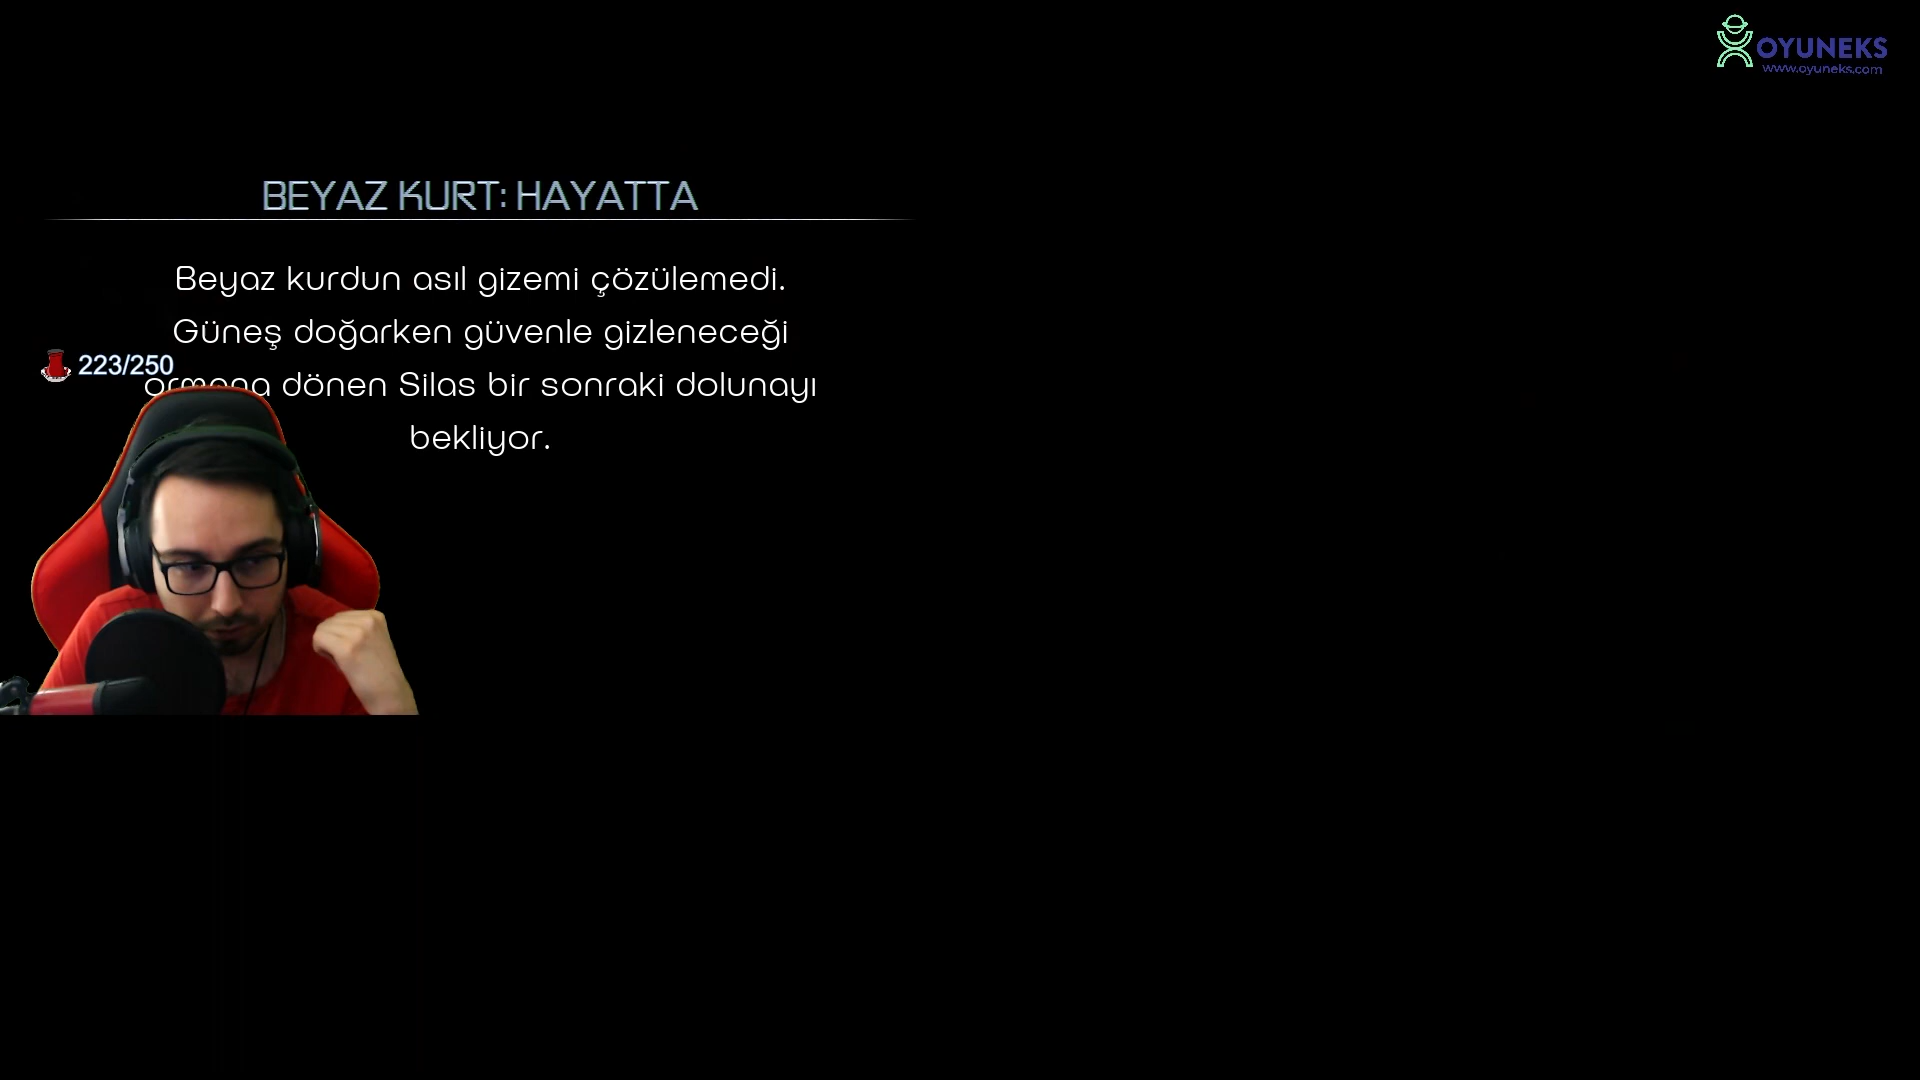 OYUNEKS
www.oyuneks.com
BEYAZ KURT: HAYATTA
Beyaz kurdun asıl gizemi çözülemedi.
Güneş doğarken güvenle gizleneceği
223/250
ormana dönen Silas bir sonraki dolunayı
bekliyor.